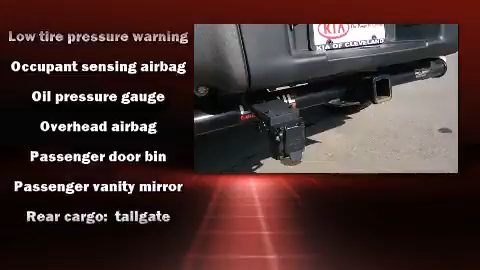 Low tire pressure warning
Occupant sensing airbag
Oil pressure gauge
Overhead airbag
Passenger door bin
Passenger vanity mirror
Rear cargo: tailgate
KIA
KIA OF CLEVELAND